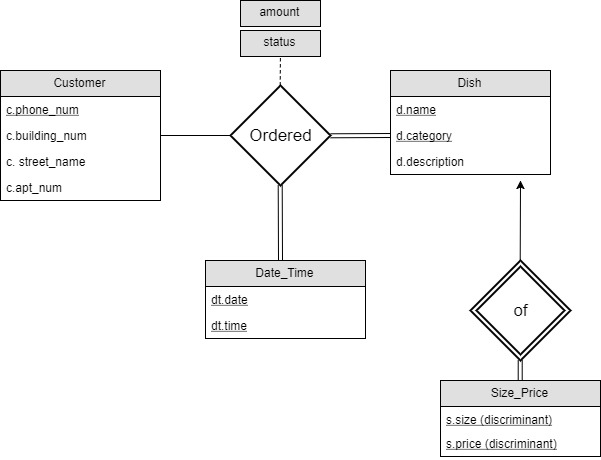 amount
status
Customer
c.phone_num
c.building_num
c. street_name
c.apt_num
Ordered
Dish
d.name
d.category
d.description
Date_Time
dt.date
dt.time
of
Size_Price
s.size (discriminant)
s.price (discriminant)